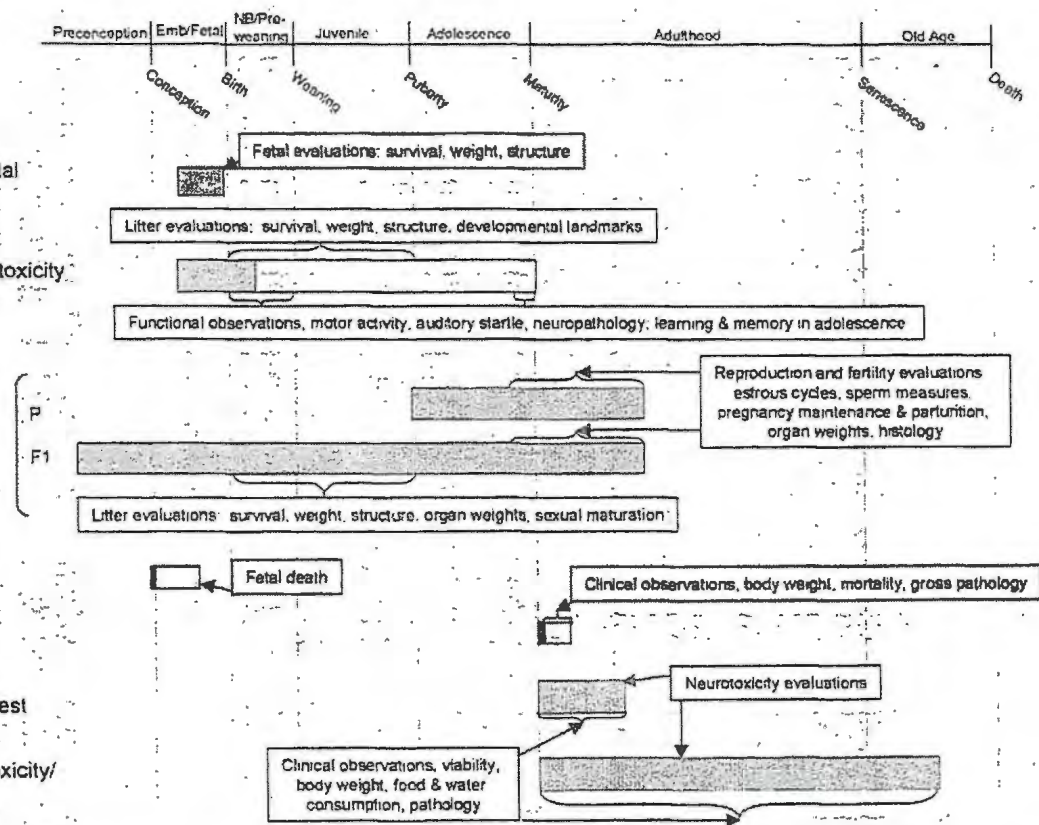 Preconception Emb/Fetal NB/Pre-weaning Juvenile Adolescence Adulthood Old Age
Conception Birth Weaning Puberty Maturity Senescence Death
Fetal evaluations: survival, weight, structure
al
Litter evaluations: survival, weight, structure, developmental landmarks
toxicity
Functional observations, motor activity, auditory startle, neuropathology; learning & memory in adolescence
Reproduction and fertility evaluations
estrous cycles, sperm measures,
pregnancy maintenance & parturition,
organ weights, histology
P
F1
Litter evaluations: survival, weight, structure, organ weights, sexual maturation
Fetal death
Clinical observations, body weight, mortality, gross pathology
Neurotoxicity evaluations
est
xicity/
Clinical observations, viability,
body weight, food & water
consumption, pathology